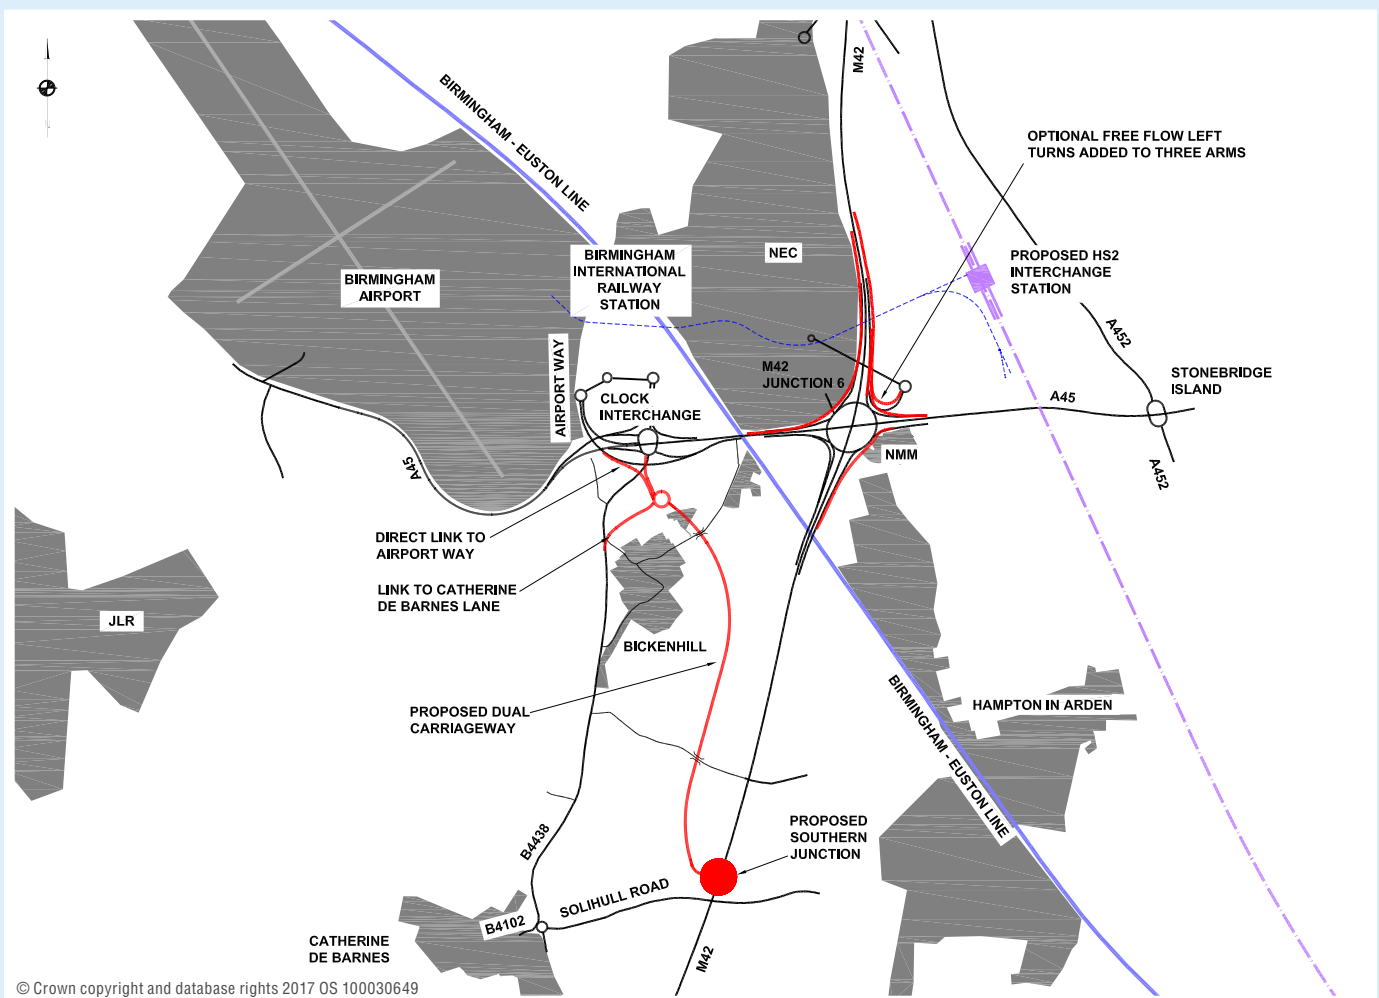 M42
BIRMINGHAM - EUSTON LINE
OPTIONAL FREE FLOW LEFT
TURNS ADDED TO THREE ARMS
NEC
BIRMINGHAM
INTERNATIONAL
RAILWAY
STATION
PROPOSED HS2
INTERCHANGE
STATION
BIRMINGHAM
AIRPORT
A452
AIRPORT WAY
M42
JUNCTION 6
STONEBRIDGE
ISLAND
CLOCK
INTERCHANGE
A45
A45
NMM
A452
DIRECT LINK TO
AIRPORT WAY
LINK TO CATHERINE
DE BARNES LANE
JLR
BICKENHILL
PROPOSED DUAL
CARRIAGEWAY
HAMPTON IN ARDEN
BIRMINGHAM - EUSTON LINE
PROPOSED
SOUTHERN
JUNCTION
B4438
SOLIHULL ROAD
B4102
CATHERINE
DE BARNES
M42
© Crown copyright and database rights 2017 OS 100030649